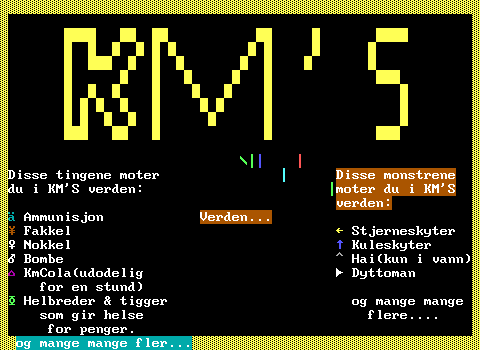 KM'S
Disse tingene moter
du i KM'S verden:
Ammunisjon
Fakkel
Nokkel
Bombe
KmCola(udodelig
for en stund)
Helbreder & tigger
som gir helse
for penger.
og mange mange fler...
Verden...
Disse monstrene
moter du i KM'S
verden:
Stjerneskyter
Kuleskyter
Hai(kun i vann)
Dyttoman
og mange mange
flere....